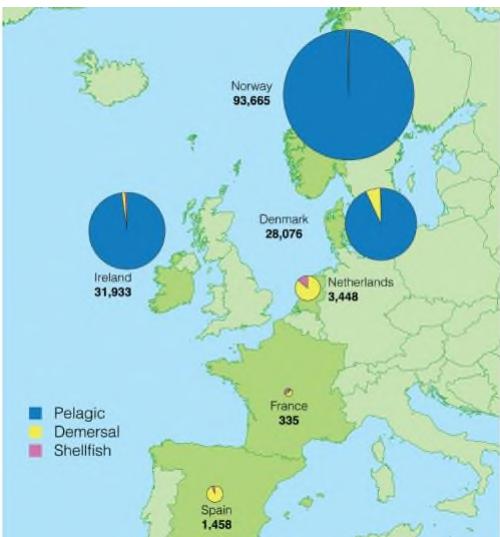 Norway
93,665
Denmark
28,076
Ireland
31,933
Netherlands
3,448
France
335
Pelagic
Demersal
Shellfish
Spain
1,458